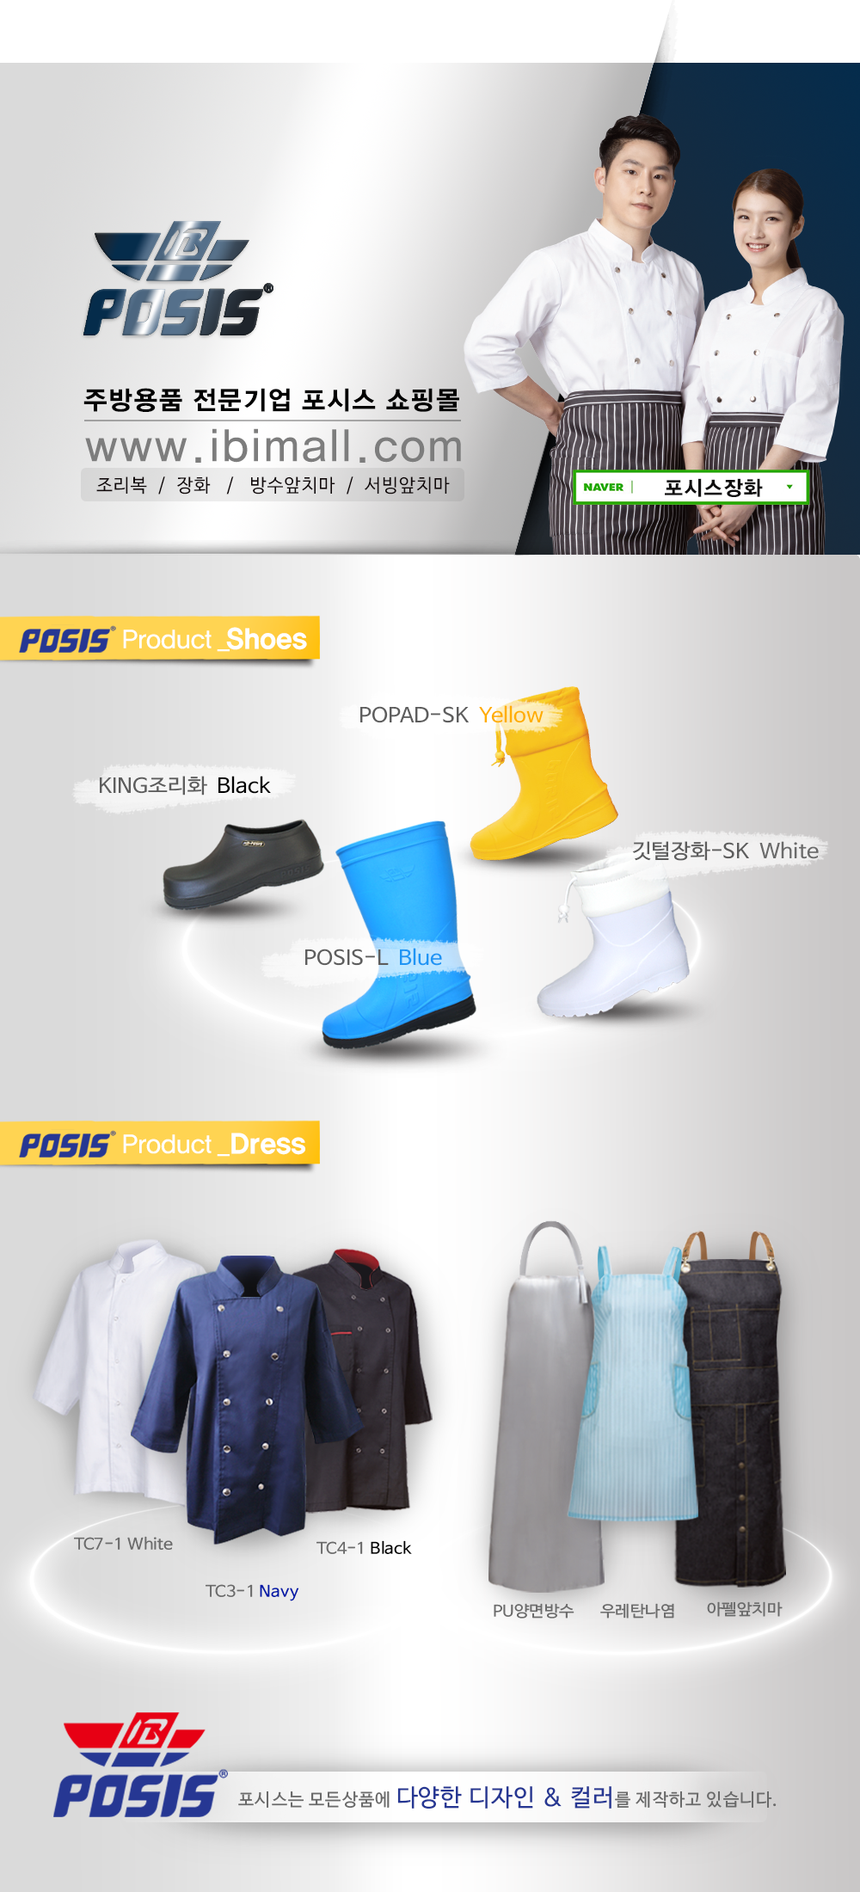 IB
POSIS®
주방용품 전문기업 포시스 쇼핑몰
www.ibimall.com
조리복 / 장화 / 방수앞치마 / 서빙앞치마
NAVER 포시스장화
POSIS® Product _Shoes
POPAD-SK Yellow
KING조리화 Black
깃털장화-SK White
POSIS-L Blue
POSIS® Product _Dress
TC7-1 White
TC4-1 Black
TC3-1 Navy
PU양면방수 우레탄나염 아펠앞치마
IB
POSIS®
포시스는 모든상품에 다양한 디자인 & 컬러를 제작하고 있습니다.